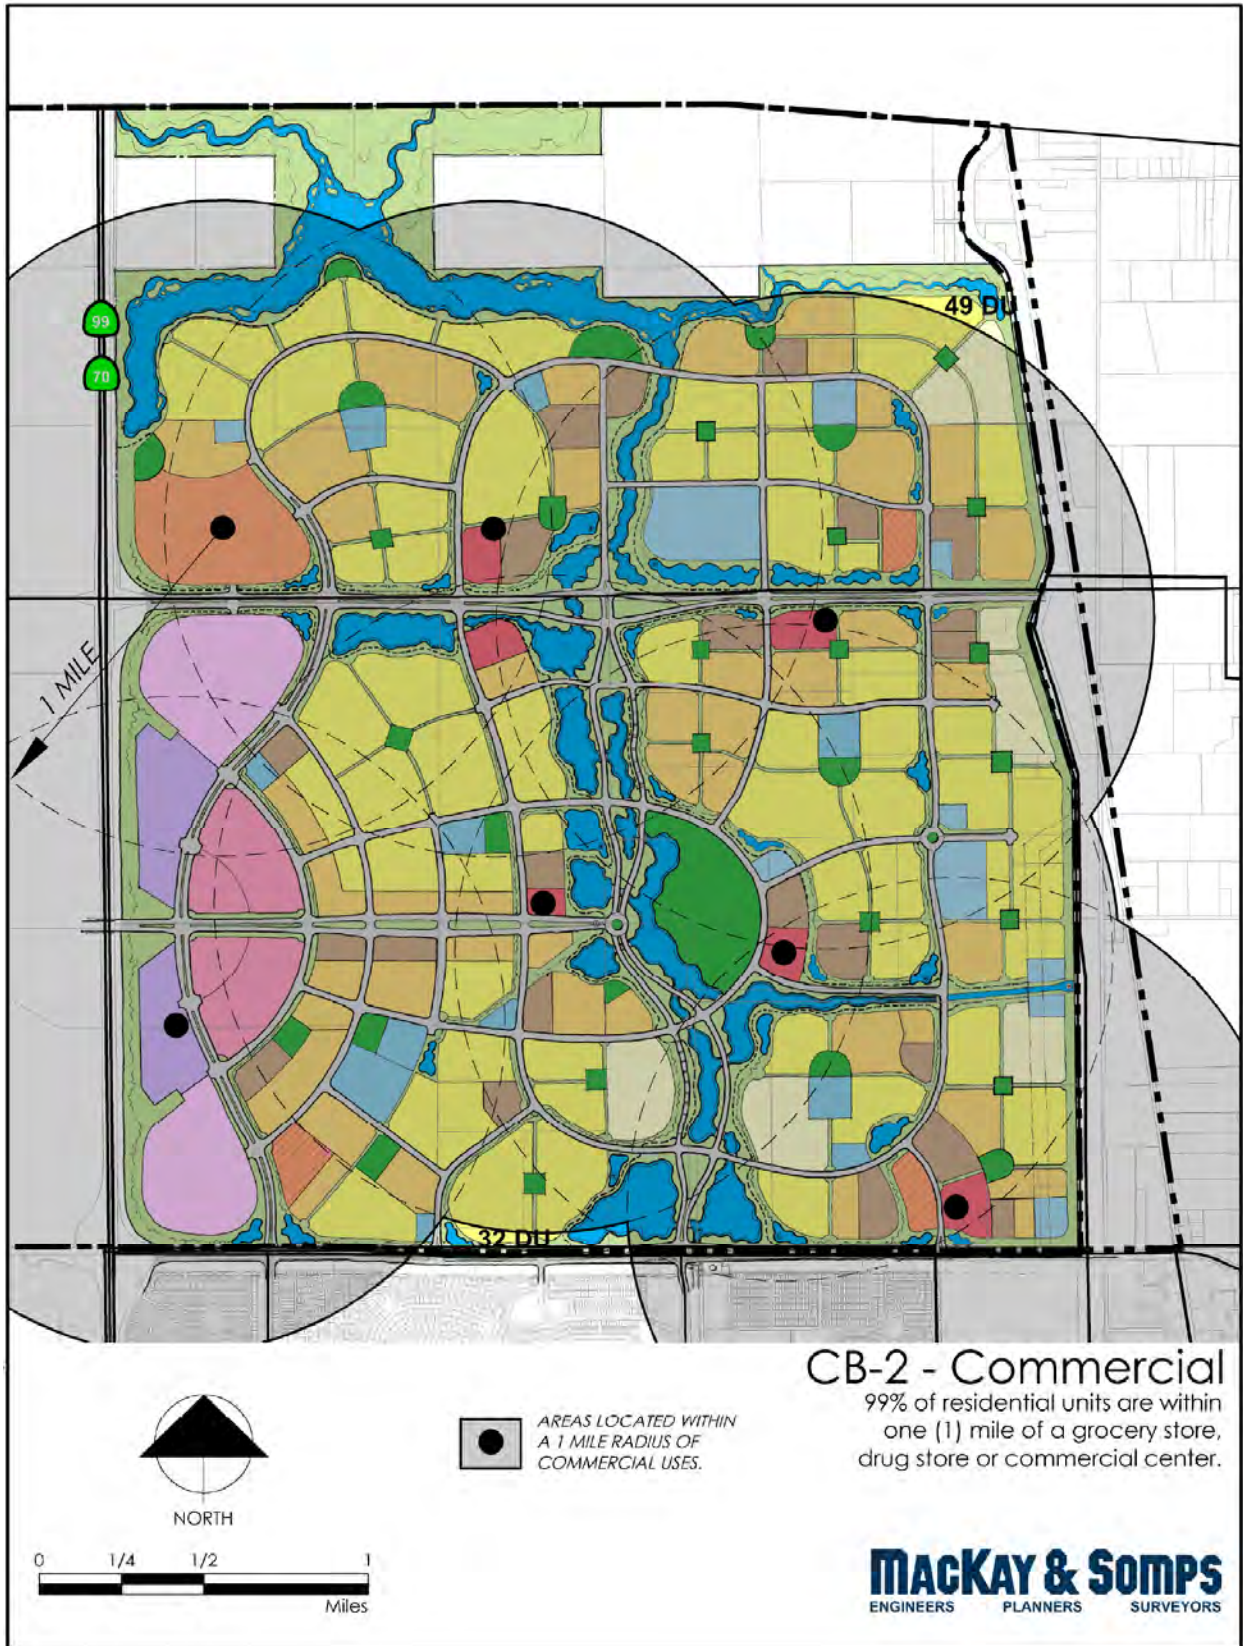 49 DU
99
70
1 MILE
32 DU
CB-2 - Commercial
99% of residential units are within
one (1) mile of a grocery store,
drug store or commercial center.
AREAS LOCATED WITHIN
A 1 MILE RADIUS OF
COMMERCIAL USES.
NORTH
0 1/4 1/2 1
Miles
MACKAY & SOMPS
ENGINEERS PLANNERS SURVEYORS